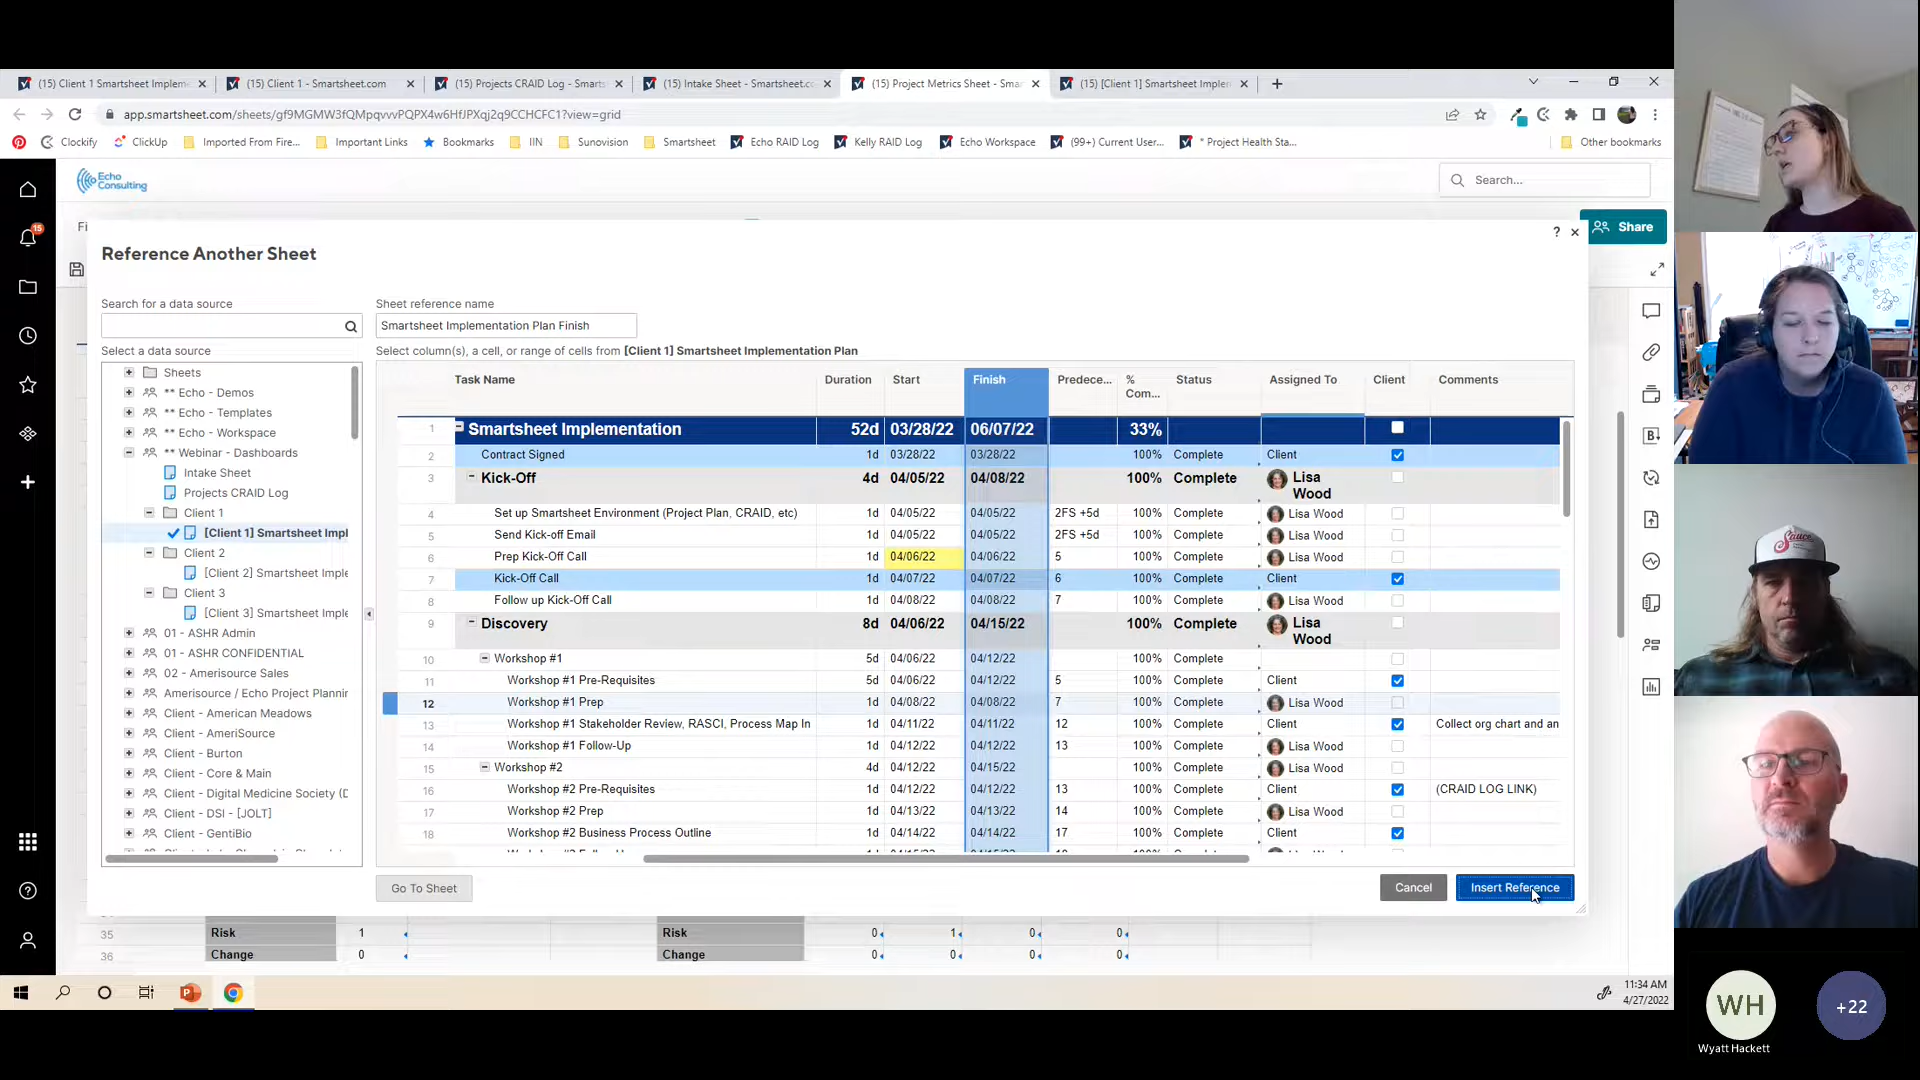 (15) Client 1 Smartsheet Implem
(15) Client 1 - Smartsheet.com
(15) Projects CRAID Log - Smarts
(15) Intake Sheet - Smartsheet.c
(15) Project Metrics Sheet - Sma
(15) [Client 1] Smartsheet Imple
app.smartsheet.com/sheets/gf9MGMW3fQMpqvvvPQPX4w6HfJPXqj2q9CCHCFC1?view=grid
Clockify
ClickUp
Imported From Fire...
Important Links
Bookmarks
IIN
Sunovision
Smartsheet
Echo RAID Log
Kelly RAID Log
Echo Workspace
(99+) Current User...
* Project Health Sta...
Other bookmarks
Echo
Consulting
Search...
15
Fi
Share
Reference Another Sheet
?
Search for a data source
Sheet reference name
Smartsheet Implementation Plan Finish
Select a data source
Select column(s), a cell, or range of cells from [Client 1] Smartsheet Implementation Plan
Sheets
** Echo - Demos
** Echo - Templates
** Echo - Workspace
** Webinar - Dashboards
Intake Sheet
Projects CRAID Log
Client 1
[Client 1] Smartsheet Impl
Client 2
[Client 2] Smartsheet Imple
Client 3
[Client 3] Smartsheet Imple
01 - ASHR Admin
01 - ASHR CONFIDENTIAL
02 - Amerisource Sales
Amerisource / Echo Project Plannin
Client - American Meadows
Client - AmeriSource
Client - Burton
Client - Core & Main
Client - Digital Medicine Society (D
Client - DSI - [JOLT]
Client - GentiBio
Task Name Duration Start Finish Predece... % Com... Status Assigned To Client Comments
1 Smartsheet Implementation 52d 03/28/22 06/07/22 33%
2 Contract Signed 1d 03/28/22 03/28/22 100% Complete Client
3 Kick-Off 4d 04/05/22 04/08/22 100% Complete Lisa Wood
4 Set up Smartsheet Environment (Project Plan, CRAID, etc) 1d 04/05/22 04/05/22 2FS +5d 100% Complete Lisa Wood
5 Send Kick-off Email 1d 04/05/22 04/05/22 2FS +5d 100% Complete Lisa Wood
6 Prep Kick-Off Call 1d 04/06/22 04/06/22 5 100% Complete Lisa Wood
7 Kick-Off Call 1d 04/07/22 04/07/22 6 100% Complete Client
8 Follow up Kick-Off Call 1d 04/08/22 04/08/22 7 100% Complete Lisa Wood
9 Discovery 8d 04/06/22 04/15/22 100% Complete Lisa Wood
10 Workshop #1 5d 04/06/22 04/12/22 100% Complete
11 Workshop #1 Pre-Requisites 5d 04/06/22 04/12/22 5 100% Complete Client
12 Workshop #1 Prep 1d 04/08/22 04/08/22 7 100% Complete Lisa Wood
13 Workshop #1 Stakeholder Review, RASCI, Process Map In 1d 04/11/22 04/11/22 12 100% Complete Client Collect org chart and an
14 Workshop #1 Follow-Up 1d 04/12/22 04/12/22 13 100% Complete Lisa Wood
15 Workshop #2 4d 04/12/22 04/15/22 100% Complete Lisa Wood
16 Workshop #2 Pre-Requisites 1d 04/12/22 04/12/22 13 100% Complete Client (CRAID LOG LINK)
17 Workshop #2 Prep 1d 04/13/22 04/13/22 14 100% Complete Lisa Wood
18 Workshop #2 Business Process Outline 1d 04/14/22 04/14/22 17 100% Complete Client
Go To Sheet
Cancel
Insert Reference
35 Risk 1 Risk 0 1 0 0
36 Change 0 Change 0 0 0 0
11:34 AM
4/27/2022
Sauce
WH
+22
Wyatt Hackett